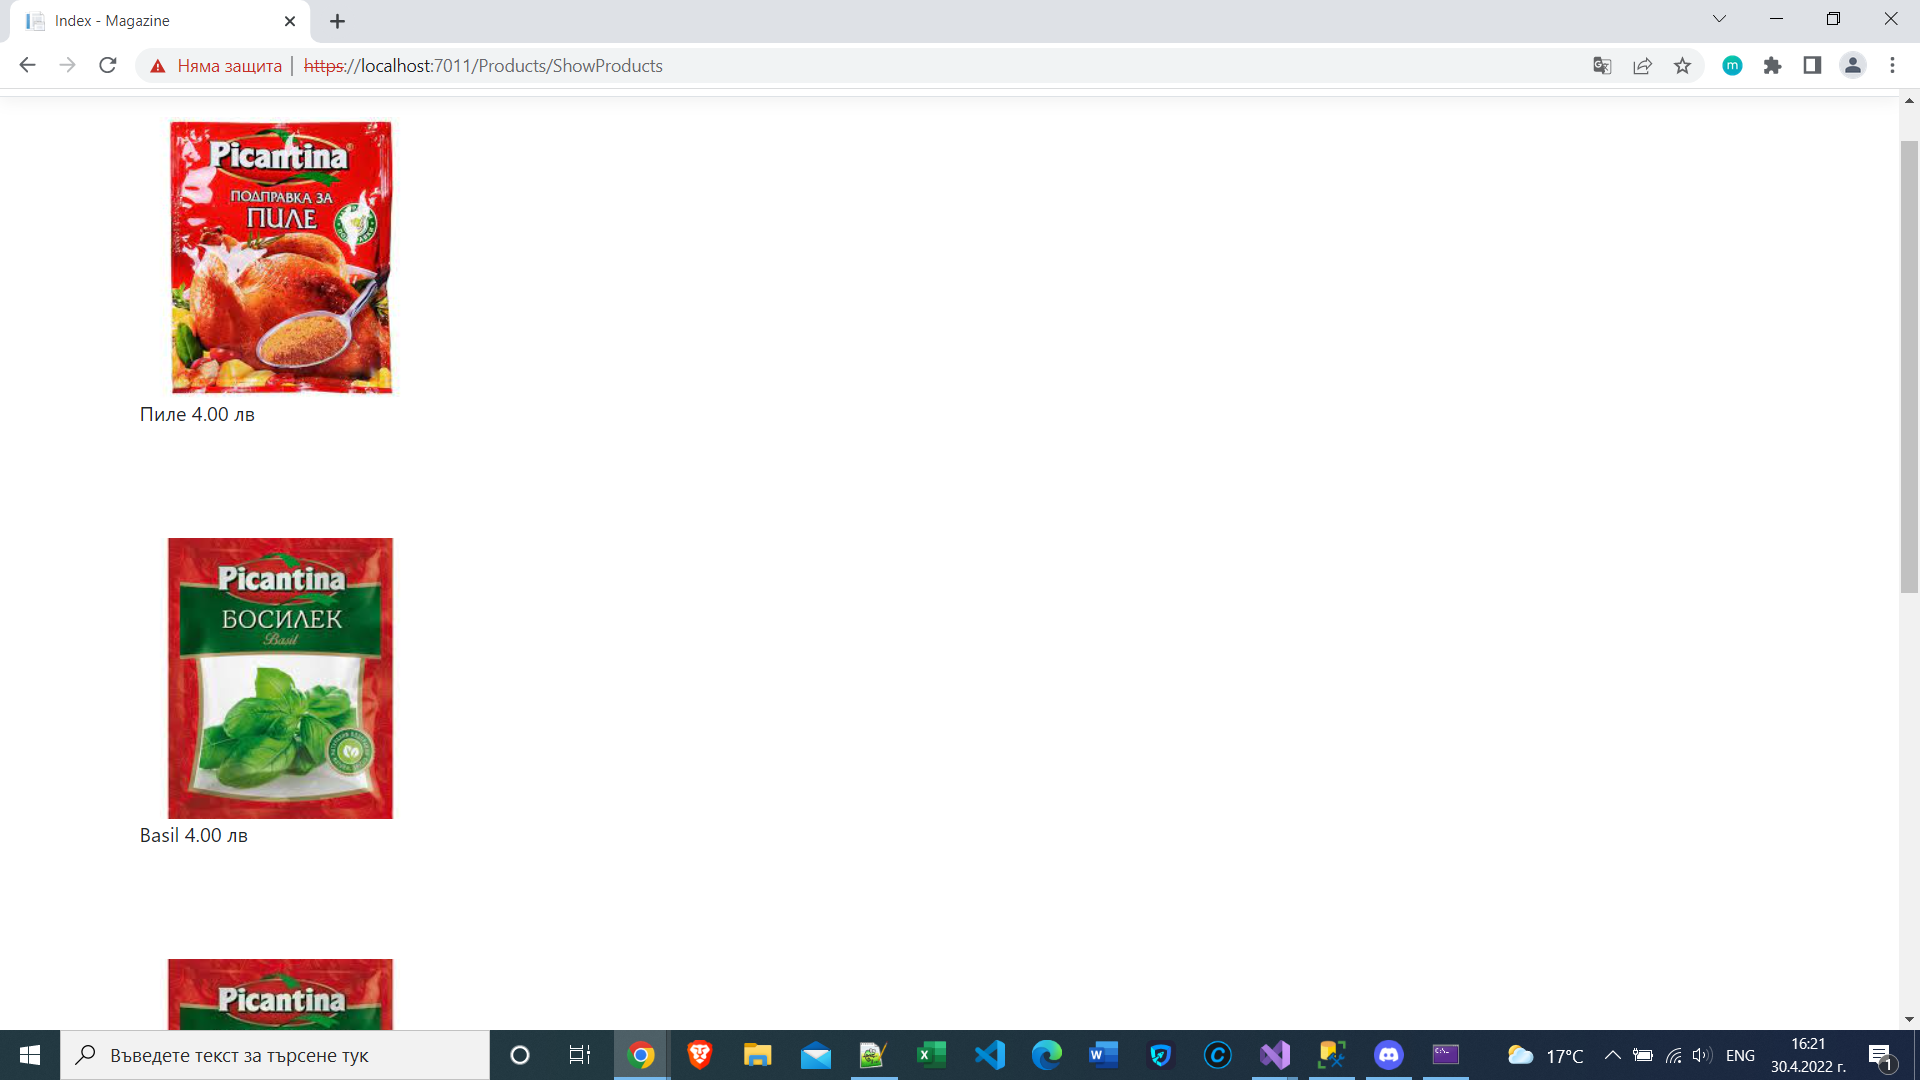 Index - Magazine
Няма защита
https://localhost:7011/Products/ShowProducts
Picantina®
ПОДПРАВКА ЗА
ПИЛЕ
Пиле 4.00 лв
Picantina
БОСИЛЕК
Basil
Basil 4.00 лв
Picantina
Въведете текст за търсене тук
17°C
ENG
16:21
30.4.2022 г.
1